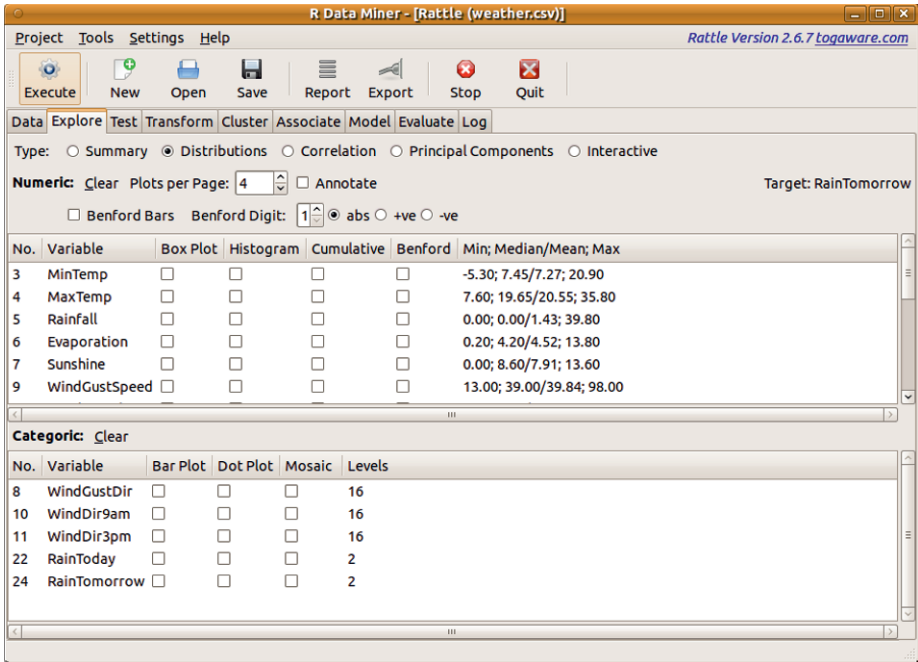 R Data Miner - [Rattle (weather.csv)]
Project Tools Settings Help Rattle Version 2.6.7 togaware.com
Execute New Open Save Report Export Stop Quit
Data Explore Test Transform Cluster Associate Model Evaluate Log
Type: Summary Distributions Correlation Principal Components Interactive
Numeric: Clear Plots per Page: 4 Annotate Target: RainTomorrow
Benford Bars Benford Digit: 1 abs +ve -ve
No. Variable Box Plot Histogram Cumulative Benford Min; Median/Mean; Max
3 MinTemp -5.30; 7.45/7.27; 20.90
4 MaxTemp 7.60; 19.65/20.55; 35.80
5 Rainfall 0.00; 0.00/1.43; 39.80
6 Evaporation 0.20; 4.20/4.52; 13.80
7 Sunshine 0.00; 8.60/7.91; 13.60
9 WindGustSpeed 13.00; 39.00/39.84; 98.00
Categoric: Clear
No. Variable Bar Plot Dot Plot Mosaic Levels
8 WindGustDir 16
10 WindDir9am 16
11 WindDir3pm 16
22 RainToday 2
24 RainTomorrow 2